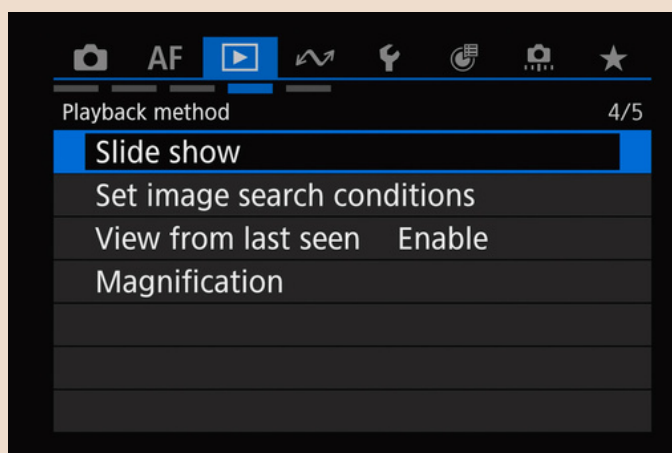 AF
Playback method 4/5
Slide show
Set image search conditions
View from last seen Enable
Magnification